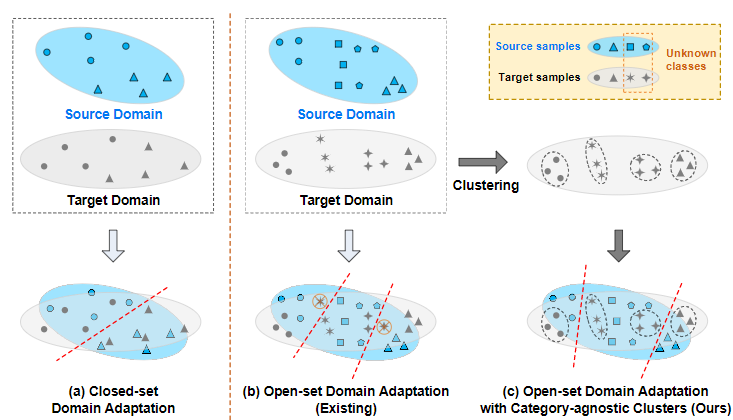 Source Domain
Target Domain
Source Domain
Target Domain
Clustering
Source samples
Target samples
Unknown
classes
(a) Closed-set
Domain Adaptation
(b) Open-set Domain Adaptation
(Existing)
(c) Open-set Domain Adaptation
with Category-agnostic Clusters (Ours)